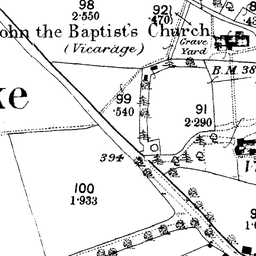 98
2.550
92
.470
ohn the Baptist's Church
(Vicarage)
Grave
Yard
B.M. 38
ke
99
.540
91
2.290
394
100
1.933